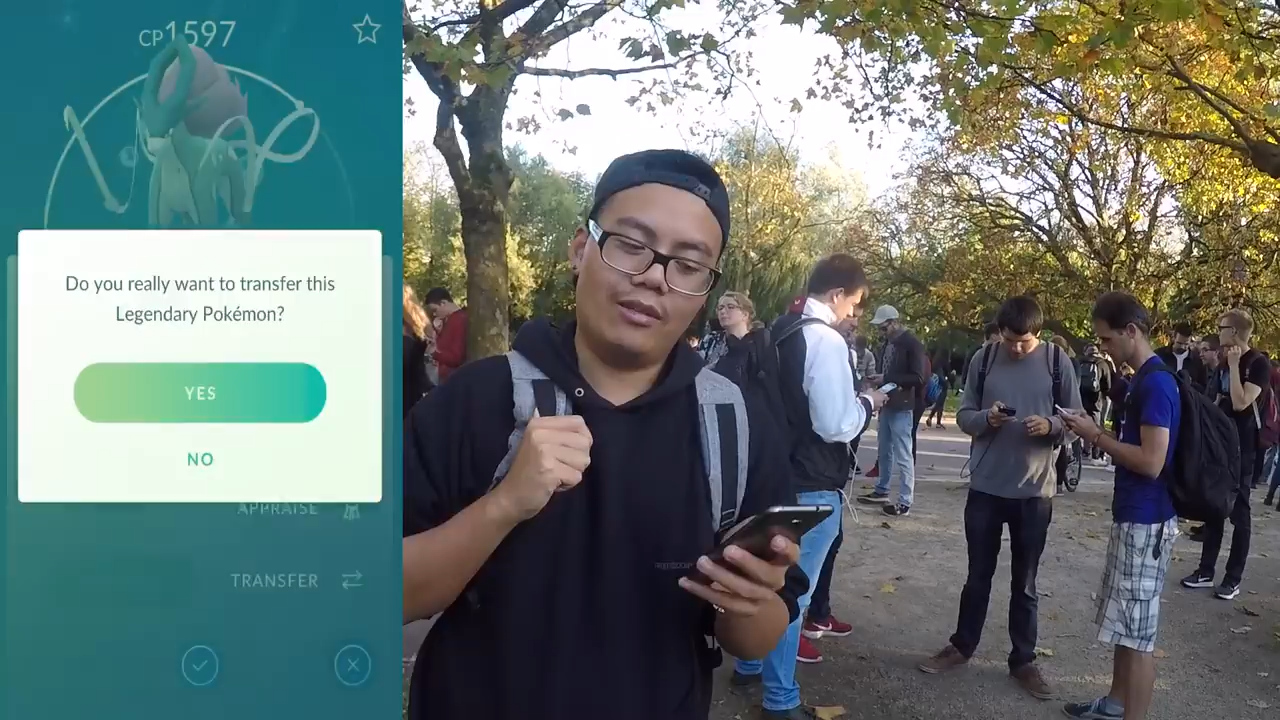 CP1597
Do you really want to transfer this
Legendary Pokémon?
YES
NO
APPRAISE
TRANSFER